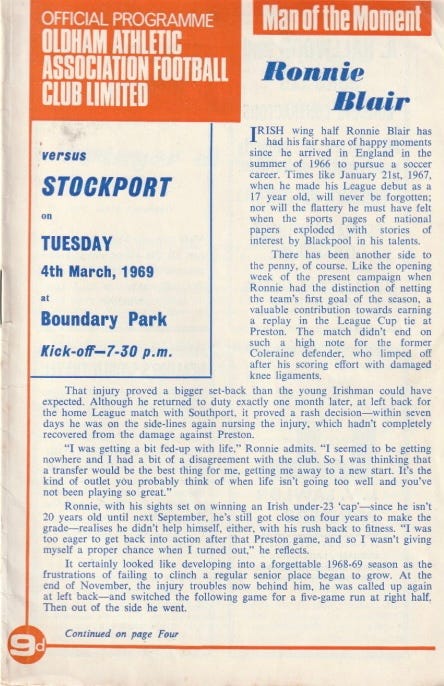 OFFICIAL PROGRAMME
OLDHAM ATHLETIC
ASSOCIATION FOOTBALL
CLUB LIMITED
versus
STOCKPORT
on
TUESDAY
4th March, 1969
at
Boundary Park
Kick-off—7-30 p.m.
Man of the Moment
Ronnie
Blair
IRISH wing half Ronnie Blair has
had his fair share of happy moments
since he arrived in England in the
summer of 1966 to pursue a soccer
career. Times like January 21st, 1967,
when he made his League debut as a
17 year old, will never be forgotten;
nor will the flattery he must have felt
when the sports pages of national
papers exploded with stories of
interest by Blackpool in his talents.
There has been another side to
the penny, of course. Like the opening
week of the present campaign when
Ronnie had the distinction of netting
the team's first goal of the season, a
valuable contribution towards earning
a replay in the League Cup tie at
Preston. The match didn't end on
such a high note for the former
Coleraine defender, who limped off
after his scoring effort with damaged
knee ligaments.
That injury proved a bigger set-back than the young Irishman could have
expected. Although he returned to duty exactly one month later, at left back for
the home League match with Southport, it proved a rash decision—within seven
days he was on the side-lines again nursing the injury, which hadn't completely
recovered from the damage against Preston.
"I was getting a bit fed-up with life," Ronnie admits. "I seemed to be getting
nowhere and I had a bit of a disagreement with the club. So I was thinking that
a transfer would be the best thing for me, getting me away to a new start. It's the
kind of outlet you probably think of when life isn't going too well and you've
not been playing so great."
Ronnie, with his sights set on winning an Irish under-23 'cap'—since he isn't
20 years old until next September, he's still got close on four years to make the
grade—realises he didn't help himself, either, with his rush back to fitness. "I was
too eager to get back into action after that Preston game, and so I wasn't giving
myself a proper chance when I turned out," he reflects.
It certainly looked like developing into a forgettable 1968-69 season as the
frustrations of failing to clinch a regular senior place began to grow. At the
end of November, the injury troubles now behind him, he was called up again
at left back—and switched the following game for a five-game run at right half.
Then out of the side he went.
Continued on page Four
9d